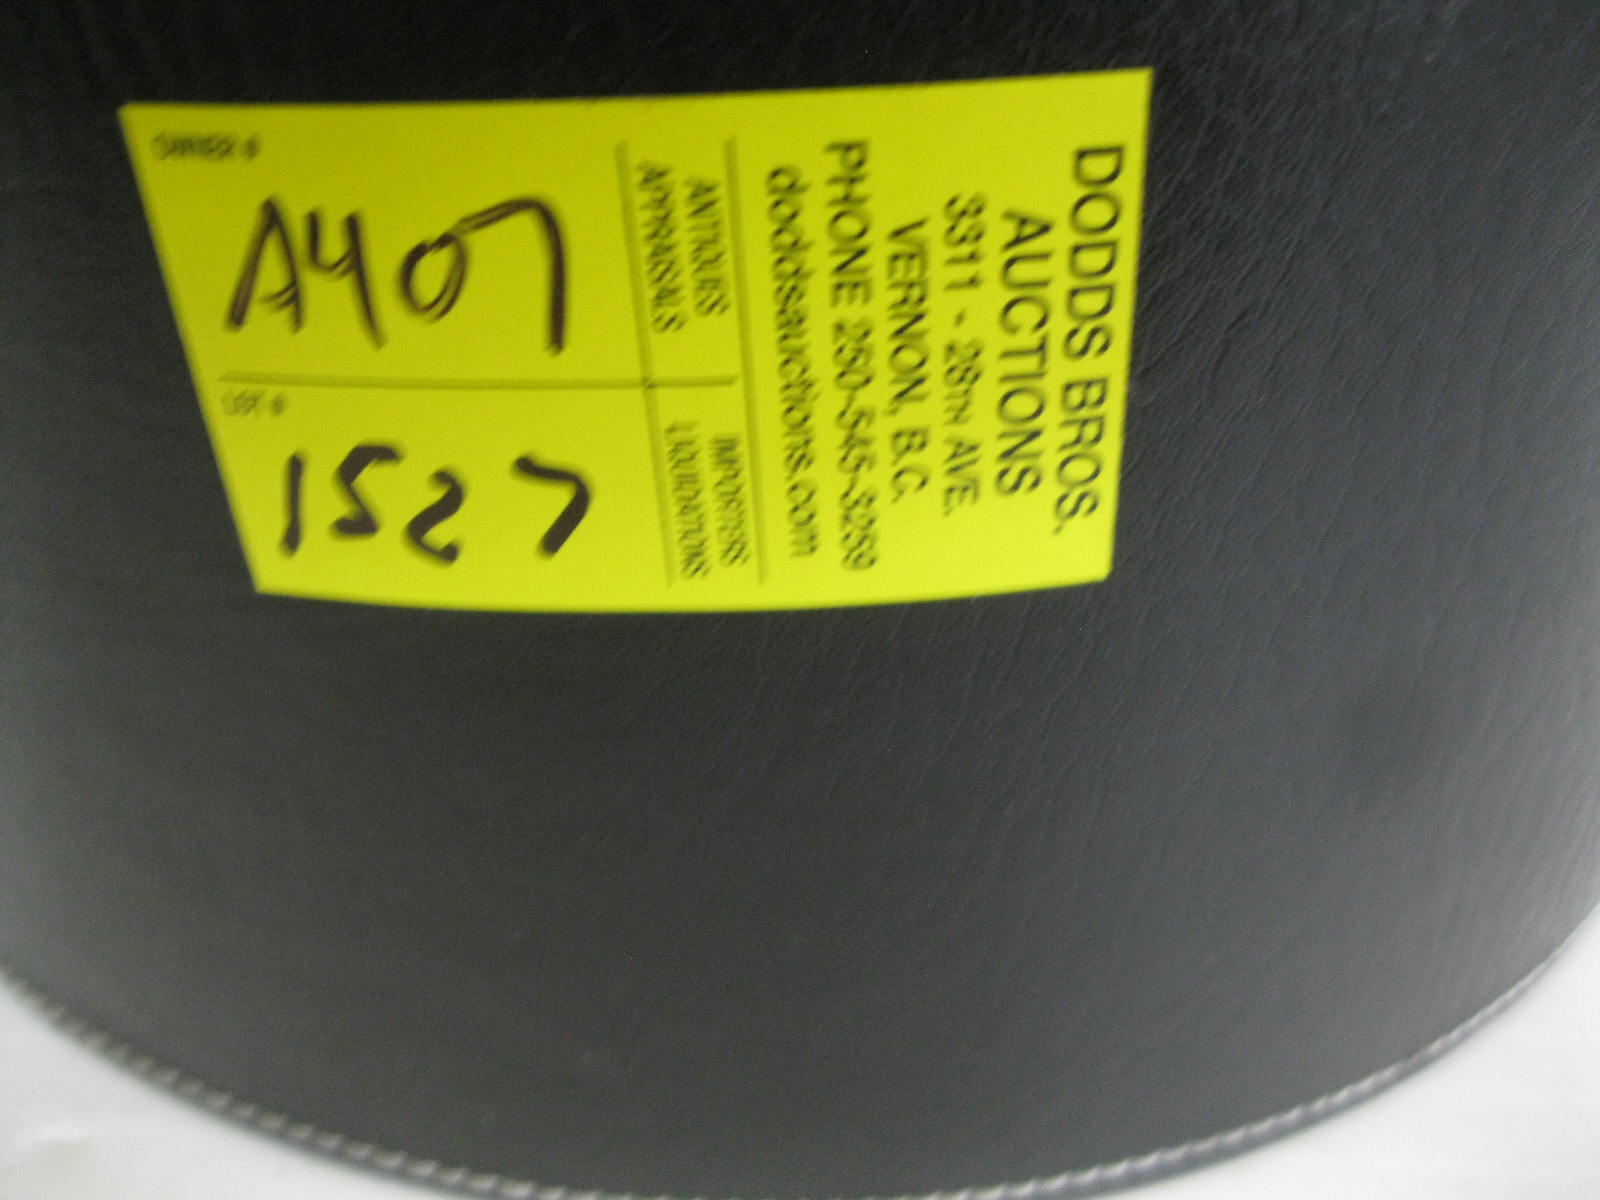 DODDS BROS.
AUCTIONS
3311 - 28TH AVE.
VERNON, B.C.
PHONE 250-545-3259
doddsauctions.com
ANTIQUES
APPRAISALS
IMPORTERS
LIQUIDATIONS
A407
LOT #
1527